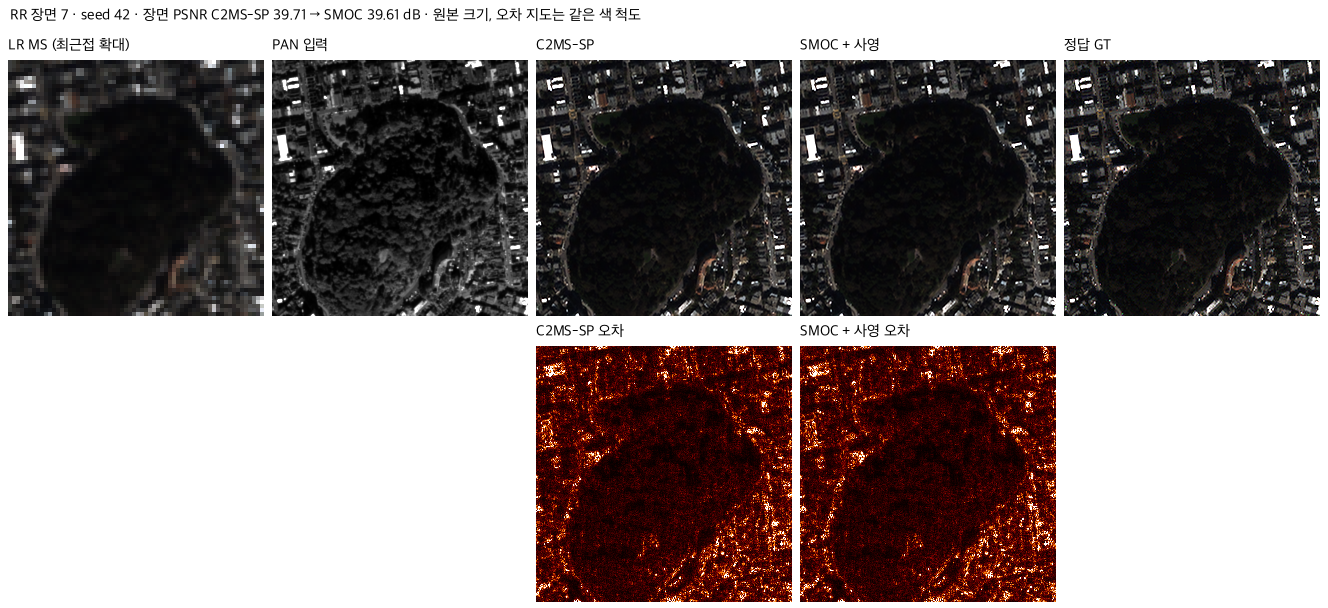 RR 장면 7 · seed 42 · 장면 PSNR C2MS-SP 39.71 → SMOC 39.61 dB · 원본 크기, 오차 지도는 같은 색 척도
LR MS (최근접 확대)
PAN 입력
C2MS-SP
SMOC + 사영
정답 GT
C2MS-SP 오차
SMOC + 사영 오차